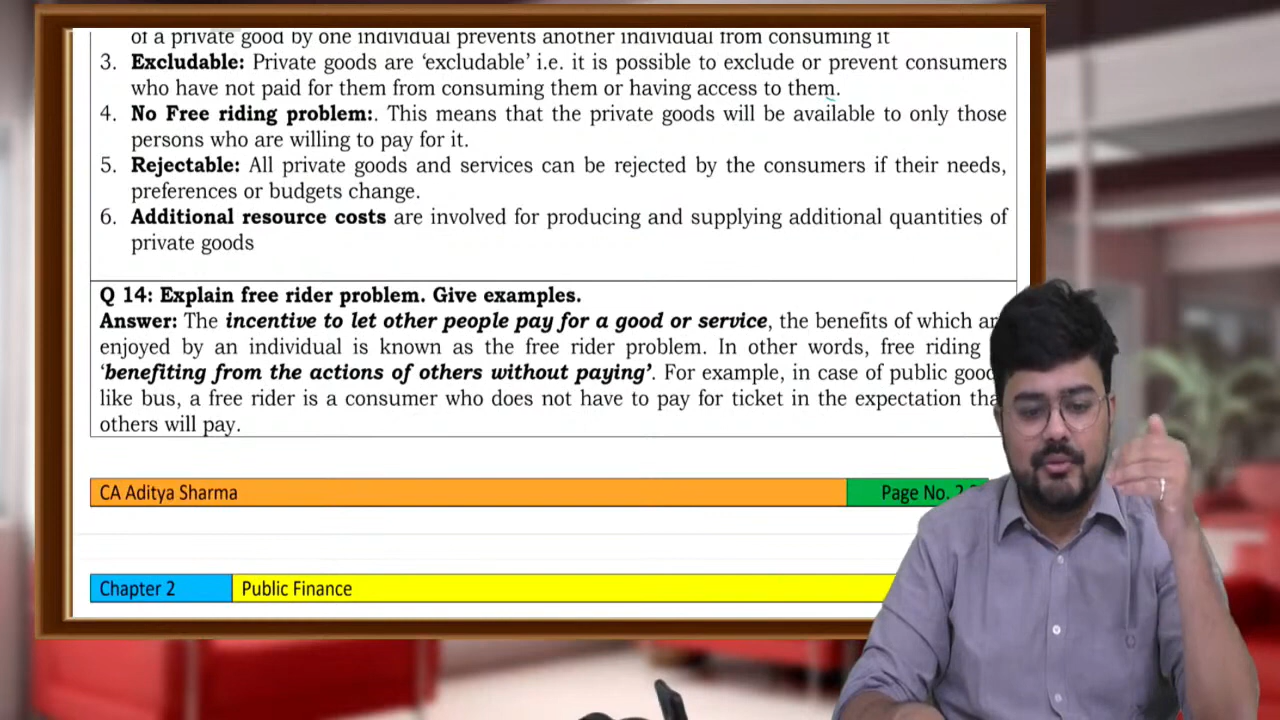 of a private good by one individual prevents another individual from consuming it
3. Excludable: Private goods are ‘excludable’ i.e. it is possible to exclude or prevent consumers
who have not paid for them from consuming them or having access to them.
4. No Free riding problem:. This means that the private goods will be available to only those
persons who are willing to pay for it.
5. Rejectable: All private goods and services can be rejected by the consumers if their needs,
preferences or budgets change.
6. Additional resource costs are involved for producing and supplying additional quantities of
private goods
Q 14: Explain free rider problem. Give examples.
Answer: The incentive to let other people pay for a good or service, the benefits of which
enjoyed by an individual is known as the free rider problem. In other words, free riding
‘benefiting from the actions of others without paying’. For example, in case of public
like bus, a free rider is a consumer who does not have to pay for ticket in the expectation
others will pay.
CA Aditya Sharma
Page No. 2
Chapter 2
Public Finance